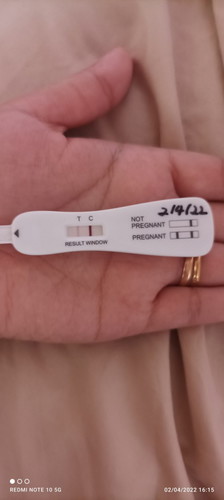 2/4/22
T C
RESULT WINDOW
NOT
PREGNANT
PREGNANT
REDMI NOTE 10 5G
02/04/2022 16:15